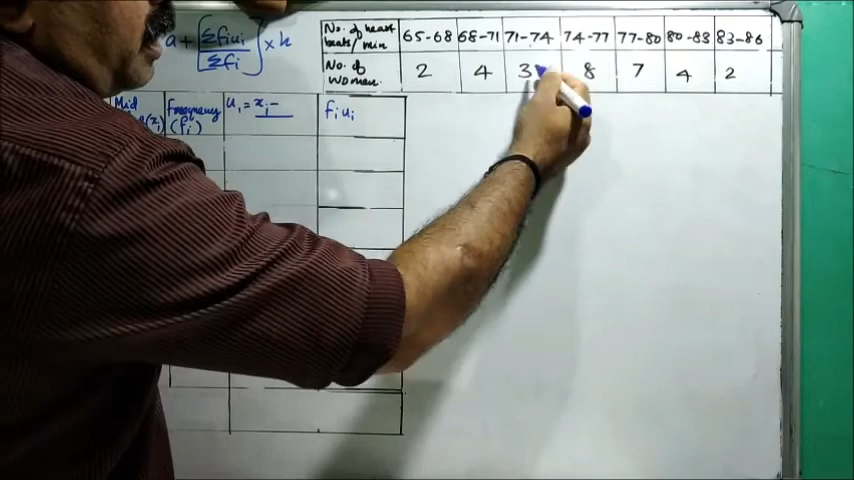 a + [Σfiui / Σfi] × h
No. of heart beats/min 65-68 68-71 71-74 74-77 77-80 80-83 83-86
No. of Women. 2 4 3 8 7 4 2
Mid (xi) Frequency (fi) ui = xi- fiui